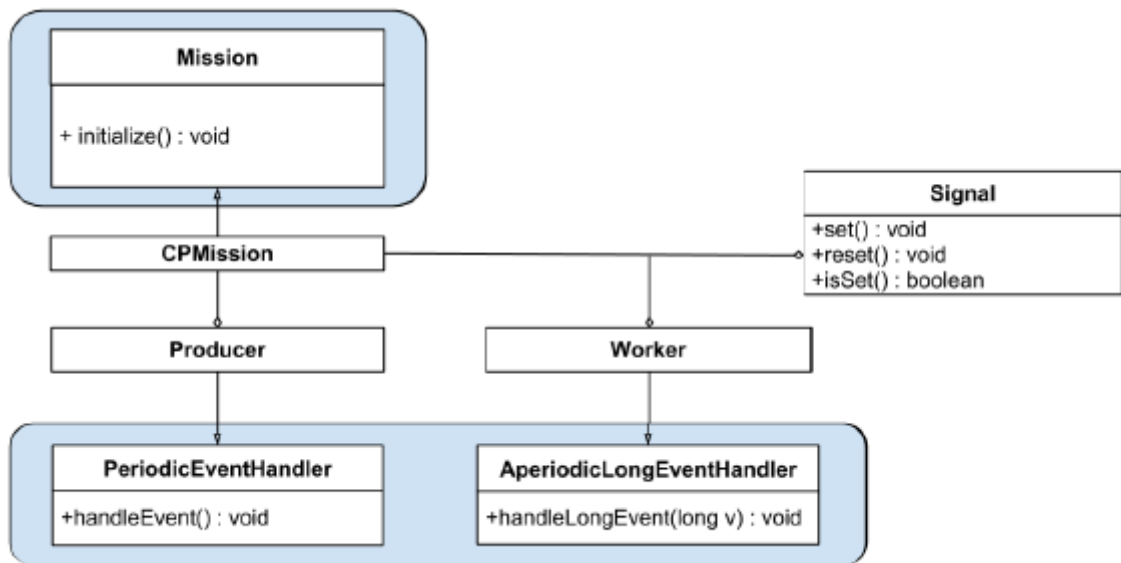 Mission
+ initialize() : void
CPMission
Signal
+set() : void
+reset() : void
+isSet() : boolean
Producer
Worker
PeriodicEventHandler
+handleEvent() : void
AperiodicLongEventHandler
+handleLongEvent(long v) : void